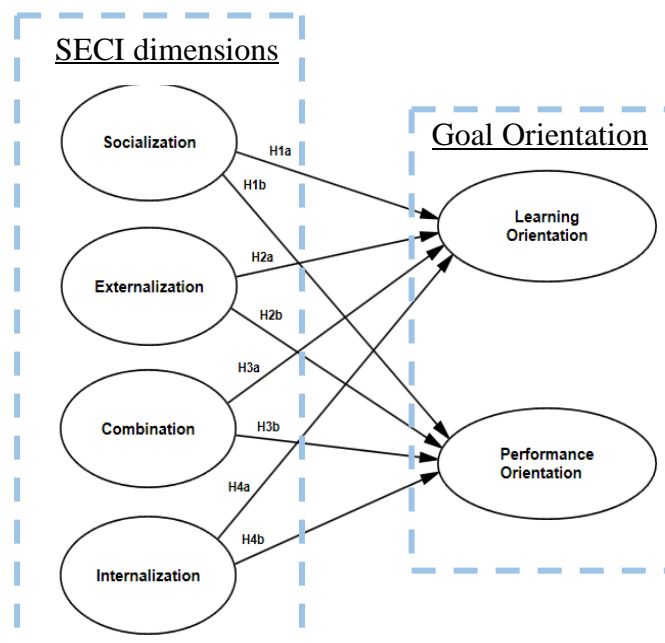 SECI dimensions
Socialization
Externalization
Combination
Internalization
H1a
H1b
H2a
H2b
H3a
H3b
H4a
H4b
Goal Orientation
Learning
Orientation
Performance
Orientation